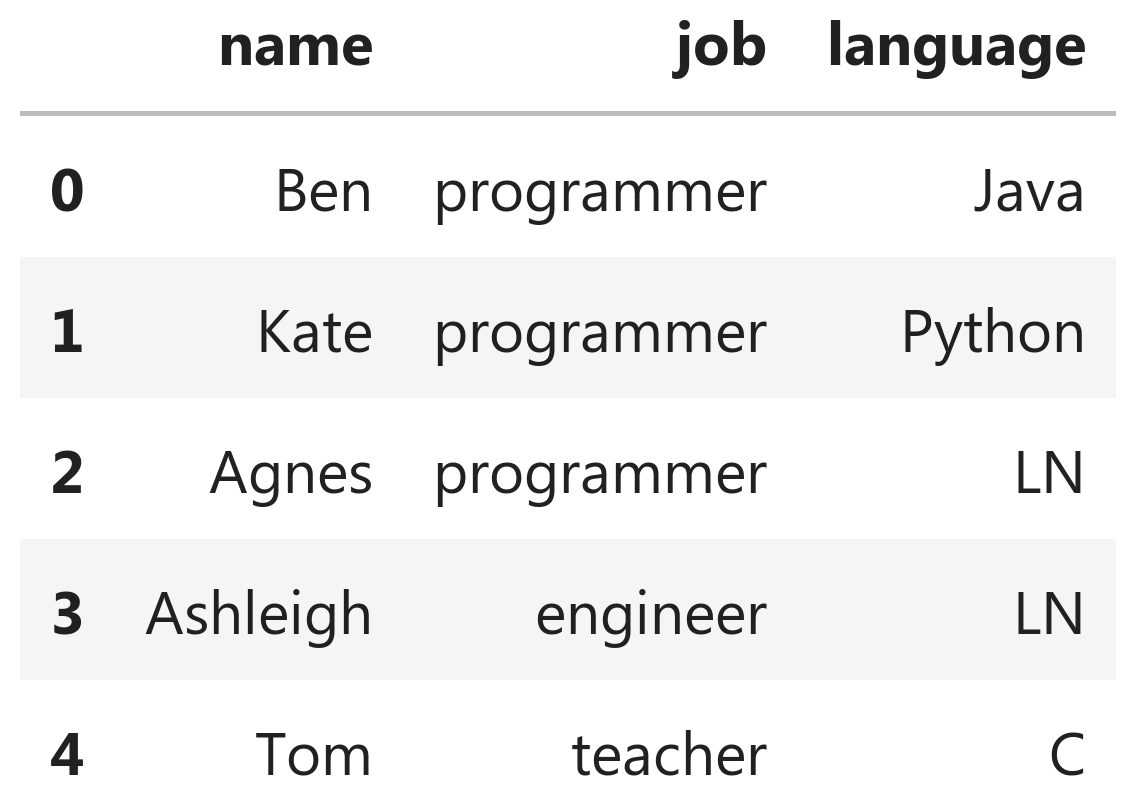 name job language
0 Ben programmer Java
1 Kate programmer Python
2 Agnes programmer LN
3 Ashleigh engineer LN
4 Tom teacher C